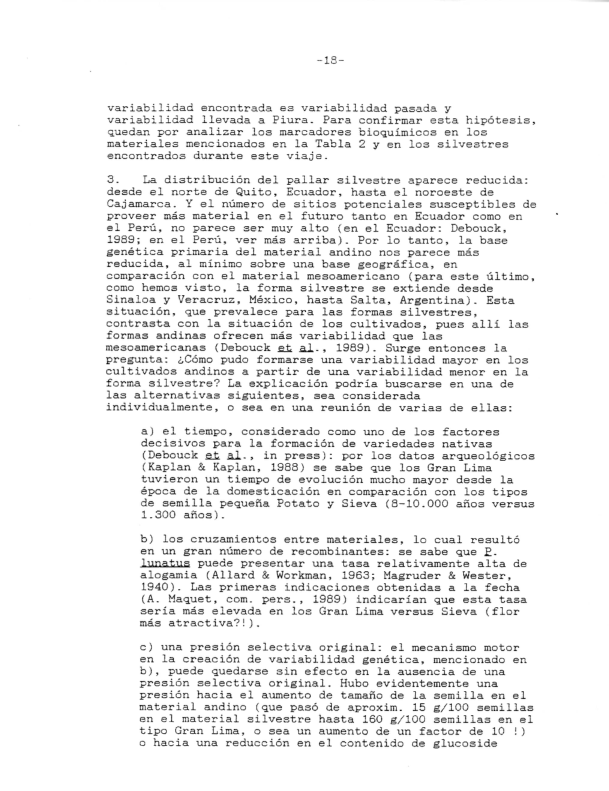 -18-
variabilidad encontrada es variabilidad pasada y
variabilidad llevada a Piura. Para confirmar esta hipótesis,
quedan por analizar los marcadores bioquímicos en los
materiales mencionados en la Tabla 2 y en los silvestres
encontrados durante este viaje.
3. La distribución del pallar silvestre aparece reducida:
desde el norte de Quito, Ecuador, hasta el noroeste de
Cajamarca. Y el número de sitios potenciales susceptibles de
proveer más material en el futuro tanto en Ecuador como en
el Perú, no parece ser muy alto (en el Ecuador: Debouck,
1989; en el Perú, ver más arriba). Por lo tanto, la base
genética primaria del material andino nos parece más
reducida, al mínimo sobre una base geográfica, en
comparación con el material mesoamericano (para este último,
como hemos visto, la forma silvestre se extiende desde
Sinaloa y Veracruz, México, hasta Salta, Argentina). Esta
situación, que prevalece para las formas silvestres,
contrasta con la situación de los cultivados, pues allí las
formas andinas ofrecen más variabilidad que las
mesoamericanas (Debouck et al., 1989). Surge entonces la
pregunta: ¿Cómo pudo formarse una variabilidad mayor en los
cultivados andinos a partir de una variabilidad menor en la
forma silvestre? La explicación podría buscarse en una de
las alternativas siguientes, sea considerada
individualmente, o sea en una reunión de varias de ellas:
a) el tiempo, considerado como uno de los factores
decisivos para la formación de variedades nativas
(Debouck et al., in press): por los datos arqueológicos
(Kaplan & Kaplan, 1988) se sabe que los Gran Lima
tuvieron un tiempo de evolución mucho mayor desde la
época de la domesticación en comparación con los tipos
de semilla pequeña Potato y Sieva (8-10.000 años versus
1.300 años).
b) los cruzamientos entre materiales, lo cual resultó
en un gran número de recombinantes: se sabe que P.
lunatus puede presentar una tasa relativamente alta de
alogamia (Allard & Workman, 1963; Magruder & Wester,
1940). Las primeras indicaciones obtenidas a la fecha
(A. Maquet, com. pers., 1989) indicarían que esta tasa
sería más elevada en los Gran Lima versus Sieva (flor
más atractiva?!).
c) una presión selectiva original: el mecanismo motor
en la creación de variabilidad genética, mencionado en
b), puede quedarse sin efecto en la ausencia de una
presión selectiva original. Hubo evidentemente una
presión hacia el aumento de tamaño de la semilla en el
material andino (que pasó de aproxim. 15 g/100 semillas
en el material silvestre hasta 160 g/100 semillas en el
tipo Gran Lima, o sea un aumento de un factor de 10 !)
o hacia una reducción en el contenido de glucoside